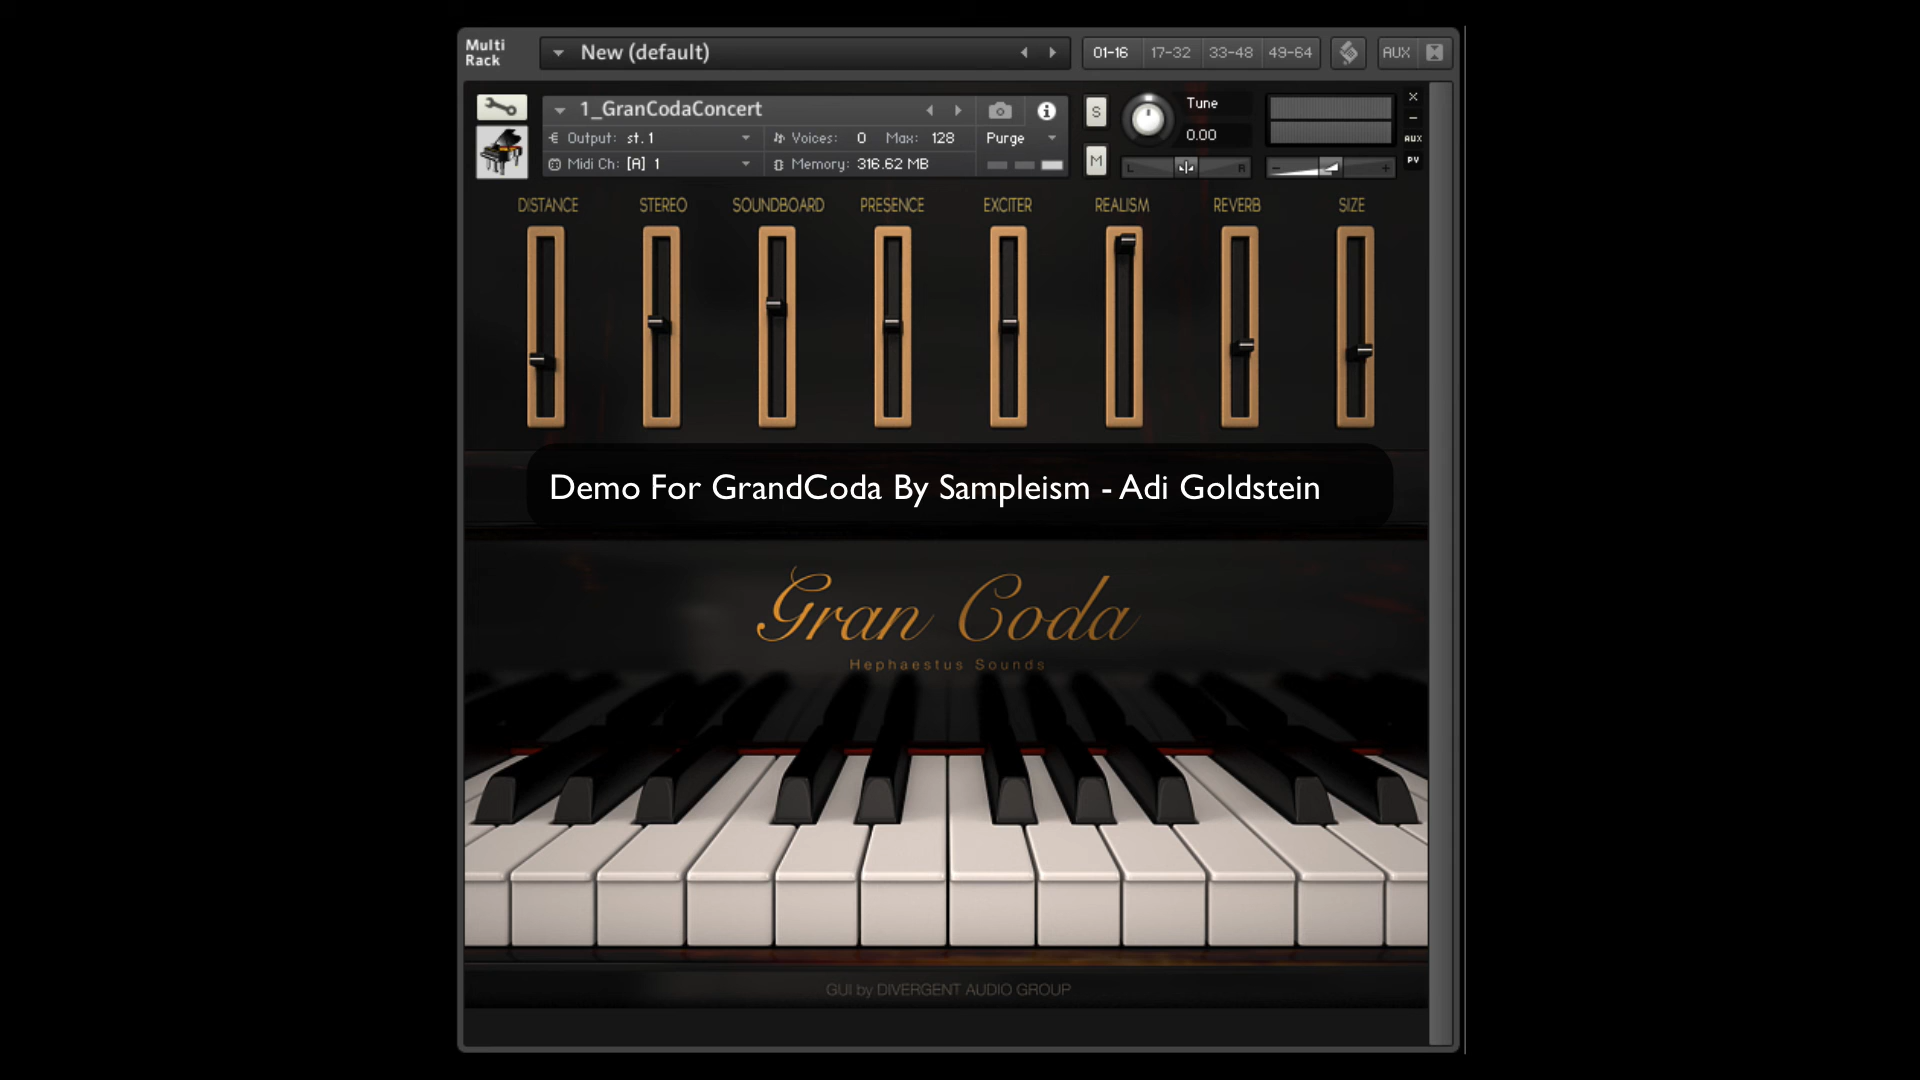 Multi
Rack
New (default)
01-16 17-32 33-48 49-64
AUX
1_GranCodaConcert
Output: st.1
Voices: 0 Max: 128
Purge
Midi Ch: [A] 1
Memory: 316.62 MB
S
M
Tune
0.00
L R
- +
AUX
PV
DISTANCE STEREO SOUNDBOARD PRESENCE EXCITER REALISM REVERB SIZE
Demo For GrandCoda By Sampleism - Adi Goldstein
Gran Coda
Hephaestus Sounds
GUI by DIVERGENT AUDIO GROUP